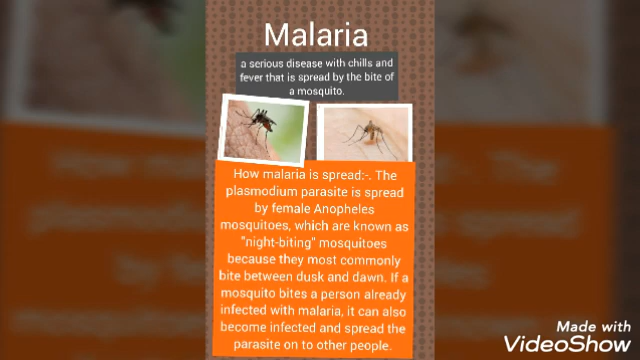 Malaria
a serious disease with chills and
fever that is spread by the bite of
a mosquito.
How malaria is spread:-. The
plasmodium parasite is spread
by female Anopheles
mosquitoes, which are known as
"night-biting" mosquitoes
because they most commonly
bite between dusk and dawn. If a
mosquito bites a person already
infected with malaria, it can also
become infected and spread the
parasite on to other people.
Made with
VideoShow